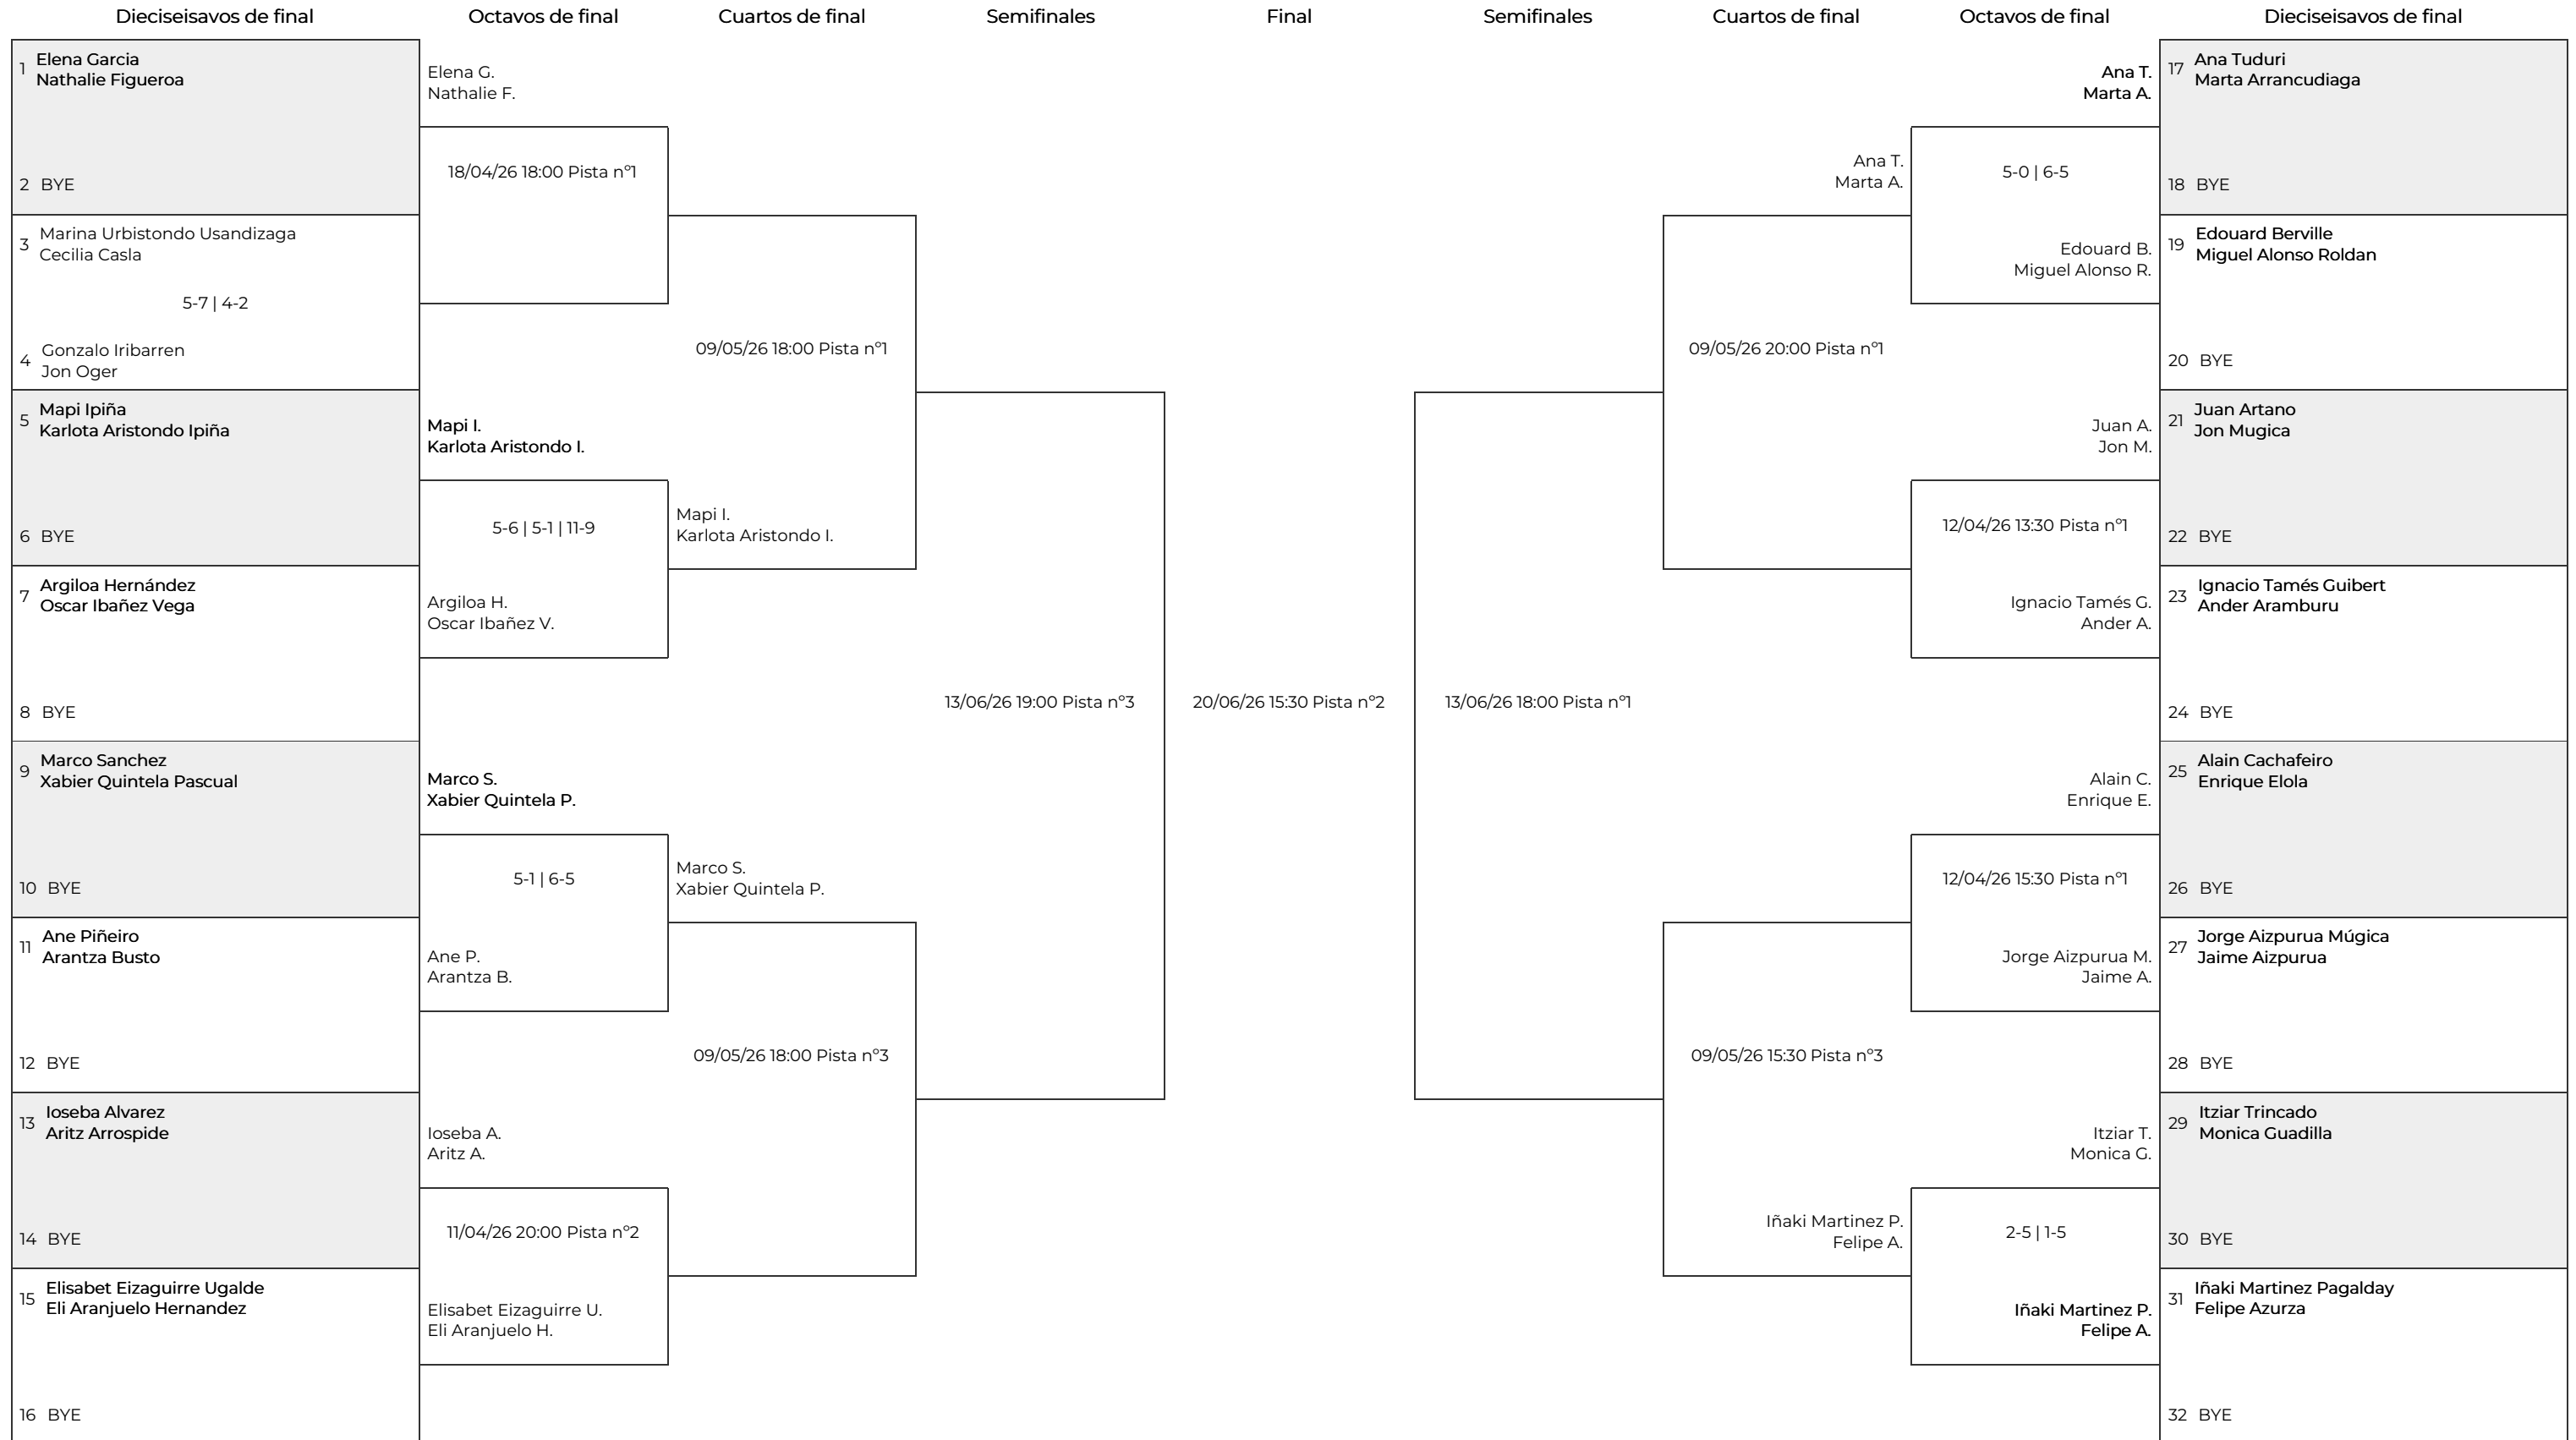 Dieciseisavos de final
Octavos de final
Cuartos de final
Semifinales
Final
Semifinales
Cuartos de final
Octavos de final
Dieciseisavos de final
1 Elena Garcia
Nathalie Figueroa
2 BYE
3 Marina Urbistondo Usandizaga
Cecilia Casla
5-7 | 4-2
4 Gonzalo Iribarren
Jon Oger
5 Mapi Ipiña
Karlota Aristondo Ipiña
6 BYE
7 Argiloa Hernández
Oscar Ibañez Vega
8 BYE
9 Marco Sanchez
Xabier Quintela Pascual
10 BYE
11 Ane Piñeiro
Arantza Busto
12 BYE
13 Ioseba Alvarez
Aritz Arrospide
14 BYE
15 Elisabet Eizaguirre Ugalde
Eli Aranjuelo Hernandez
16 BYE
Elena G.
Nathalie F.
18/04/26 18:00 Pista nº1
Mapi I.
Karlota Aristondo I.
5-6 | 5-1 | 11-9
Argiloa H.
Oscar Ibañez V.
Marco S.
Xabier Quintela P.
5-1 | 6-5
Ane P.
Arantza B.
Ioseba A.
Aritz A.
11/04/26 20:00 Pista nº2
Elisabet Eizaguirre U.
Eli Aranjuelo H.
09/05/26 18:00 Pista nº1
Mapi I.
Karlota Aristondo I.
Marco S.
Xabier Quintela P.
09/05/26 18:00 Pista nº3
13/06/26 19:00 Pista nº3
20/06/26 15:30 Pista nº2
13/06/26 18:00 Pista nº1
Ana T.
Marta A.
09/05/26 20:00 Pista nº1
09/05/26 15:30 Pista nº3
Iñaki Martinez P.
Felipe A.
Ana T.
Marta A.
5-0 | 6-5
Edouard B.
Miguel Alonso R.
Juan A.
Jon M.
12/04/26 13:30 Pista nº1
Ignacio Tamés G.
Ander A.
Alain C.
Enrique E.
12/04/26 15:30 Pista nº1
Jorge Aizpurua M.
Jaime A.
Itziar T.
Monica G.
2-5 | 1-5
Iñaki Martinez P.
Felipe A.
17 Ana Tuduri
Marta Arrancudiaga
18 BYE
19 Edouard Berville
Miguel Alonso Roldan
20 BYE
21 Juan Artano
Jon Mugica
22 BYE
23 Ignacio Tamés Guibert
Ander Aramburu
24 BYE
25 Alain Cachafeiro
Enrique Elola
26 BYE
27 Jorge Aizpurua Múgica
Jaime Aizpurua
28 BYE
29 Itziar Trincado
Monica Guadilla
30 BYE
31 Iñaki Martinez Pagalday
Felipe Azurza
32 BYE